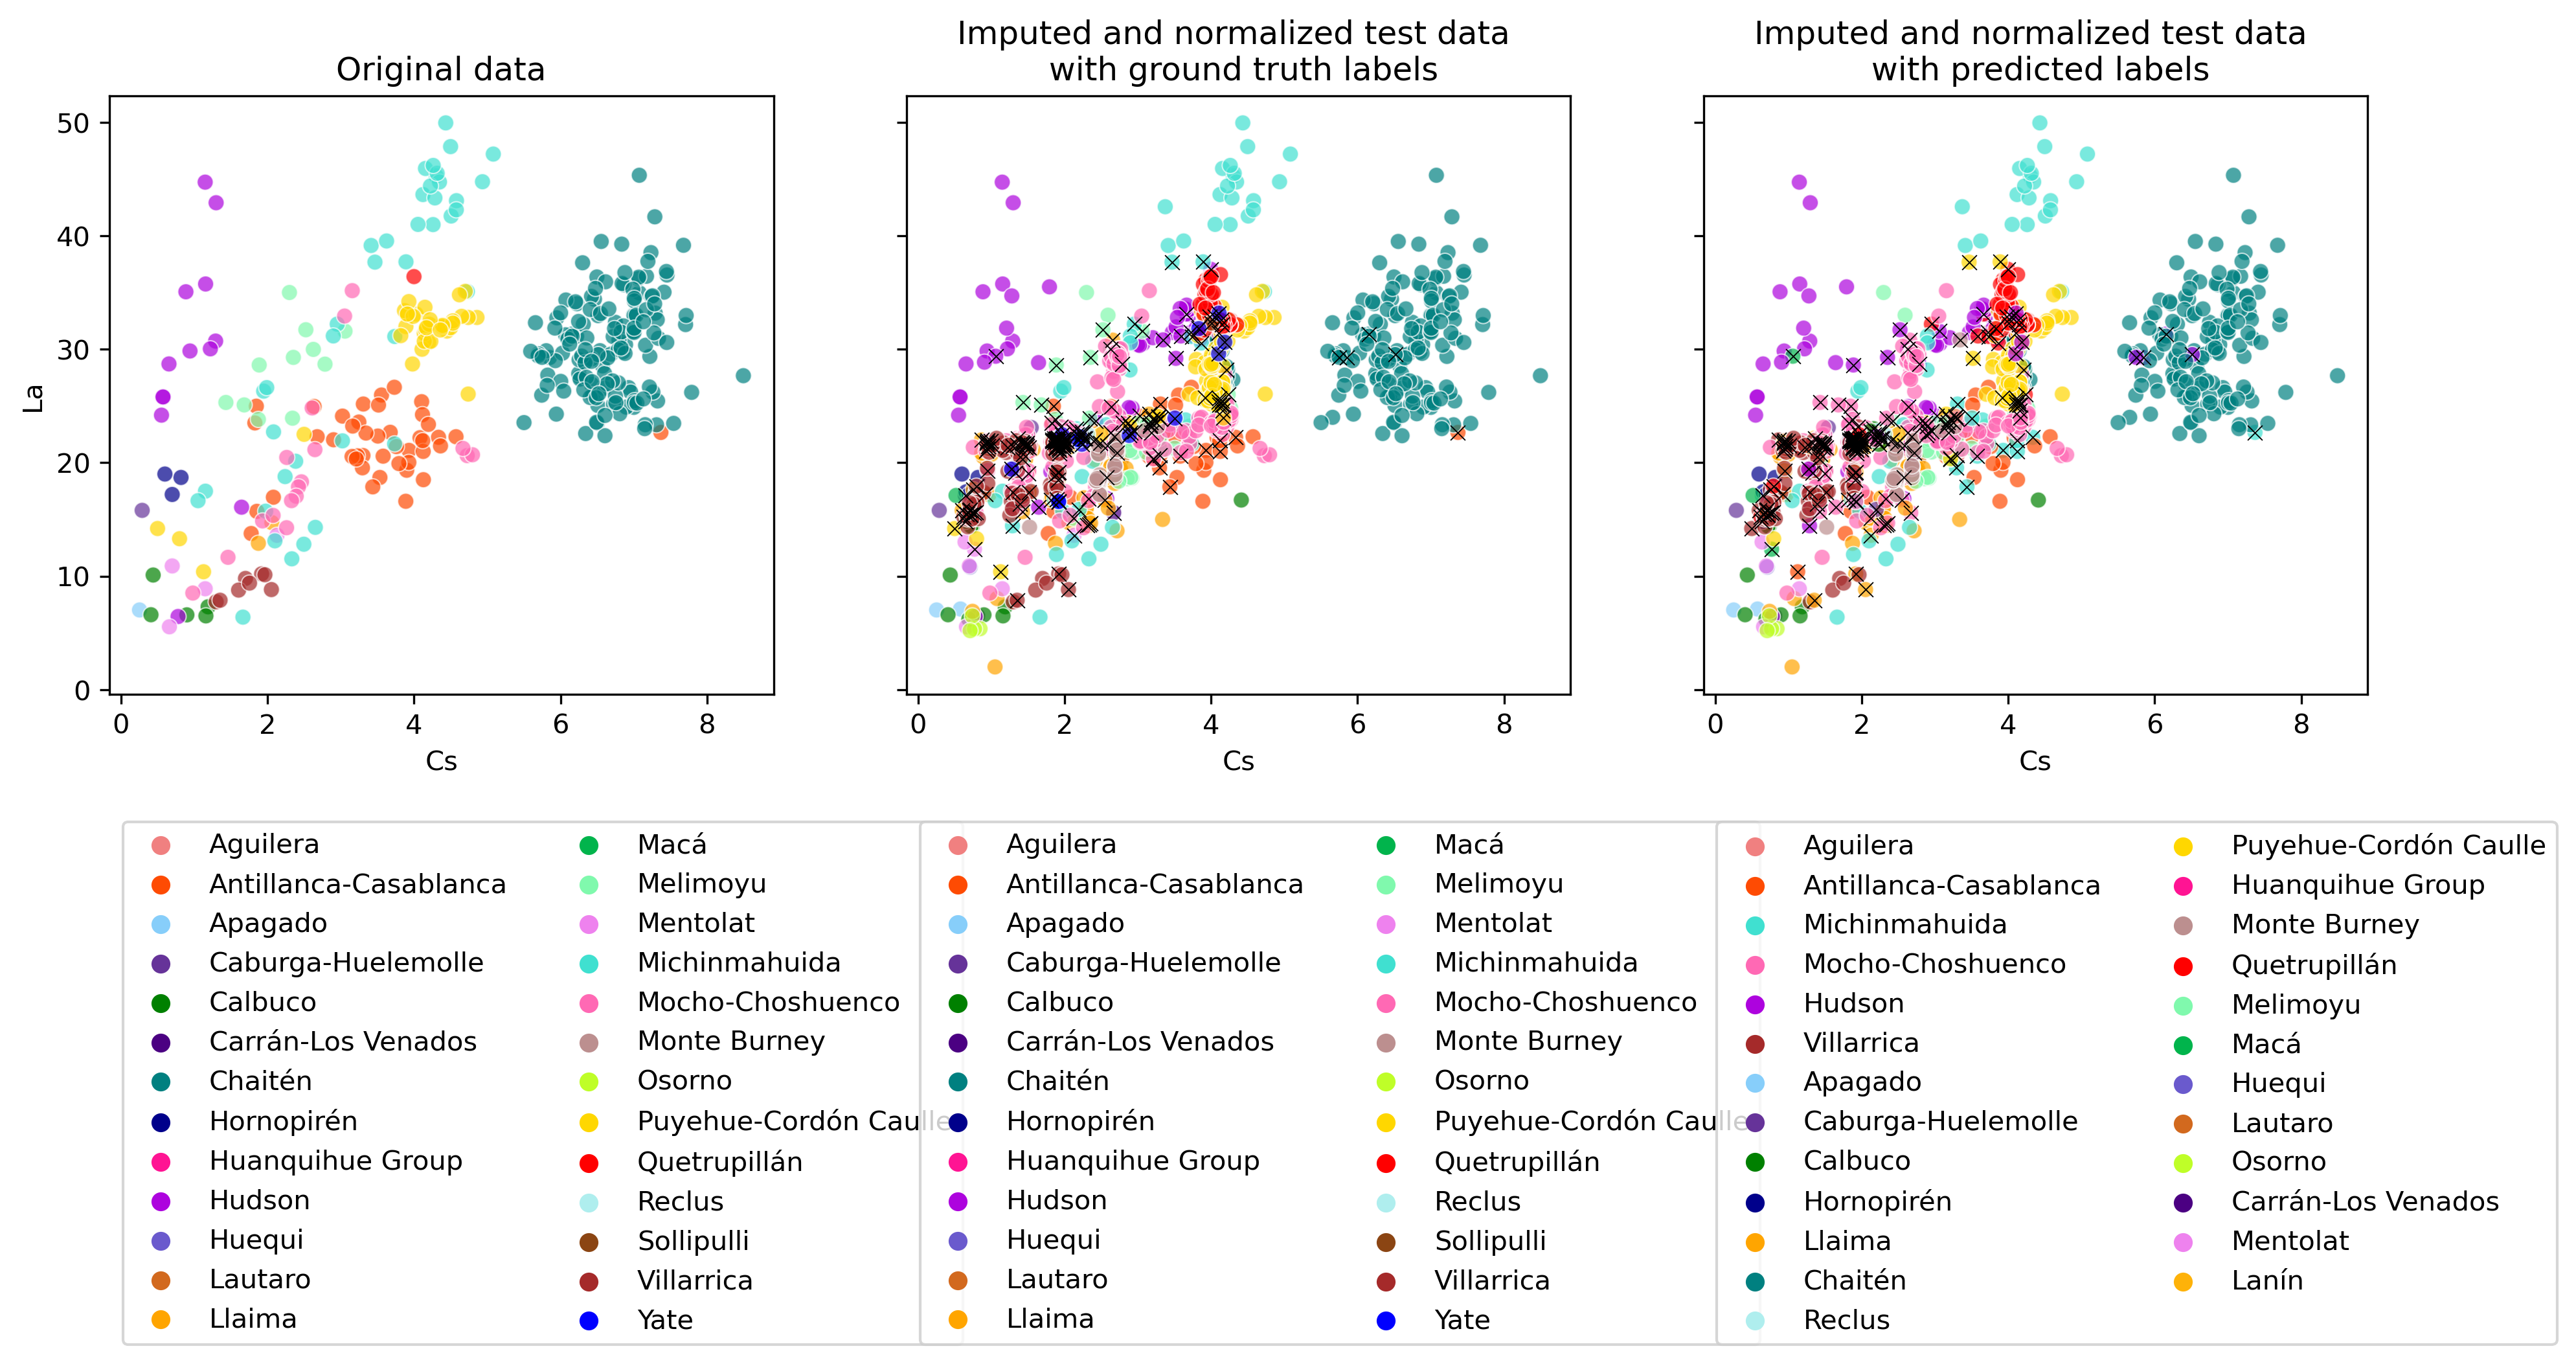 Original data
Imputed and normalized test data
with ground truth labels
Imputed and normalized test data
with predicted labels
La
50
40
30
20
10
0
0 2 4 6 8
Cs
0 2 4 6 8
Cs
0 2 4 6 8
Cs
Aguilera
Antillanca-Casablanca
Apagado
Caburga-Huelemolle
Calbuco
Carrán-Los Venados
Chaitén
Hornopirén
Huanquihue Group
Hudson
Huequi
Lautaro
Llaima
Macá
Melimoyu
Mentolat
Michinmahuida
Mocho-Choshuenco
Monte Burney
Osorno
Puyehue-Cordón Caulle
Quetrupillán
Reclus
Sollipulli
Villarrica
Yate
Aguilera
Antillanca-Casablanca
Apagado
Caburga-Huelemolle
Calbuco
Carrán-Los Venados
Chaitén
Hornopirén
Huanquihue Group
Hudson
Huequi
Lautaro
Llaima
Macá
Melimoyu
Mentolat
Michinmahuida
Mocho-Choshuenco
Monte Burney
Osorno
Puyehue-Cordón Caulle
Quetrupillán
Reclus
Sollipulli
Villarrica
Yate
Aguilera
Antillanca-Casablanca
Michinmahuida
Mocho-Choshuenco
Hudson
Villarrica
Apagado
Caburga-Huelemolle
Calbuco
Hornopirén
Llaima
Chaitén
Reclus
Puyehue-Cordón Caulle
Huanquihue Group
Monte Burney
Quetrupillán
Melimoyu
Macá
Huequi
Lautaro
Osorno
Carrán-Los Venados
Mentolat
Lanín